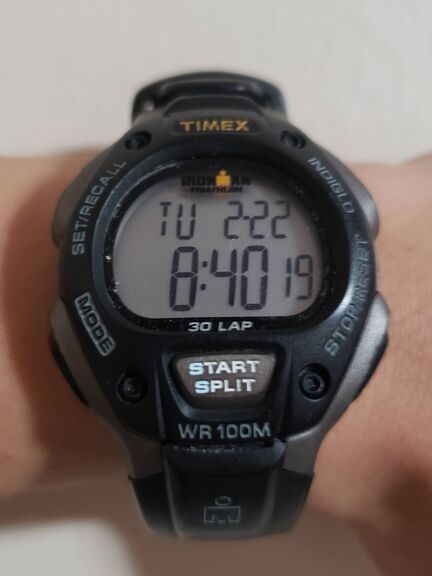 TIMEX
SET/RECALL
INDIGLO
IRONMAN
TRIATHLON
TU 2-22
8:40 19
MODE
STOP/RESET
30 LAP
START
SPLIT
WR 100M